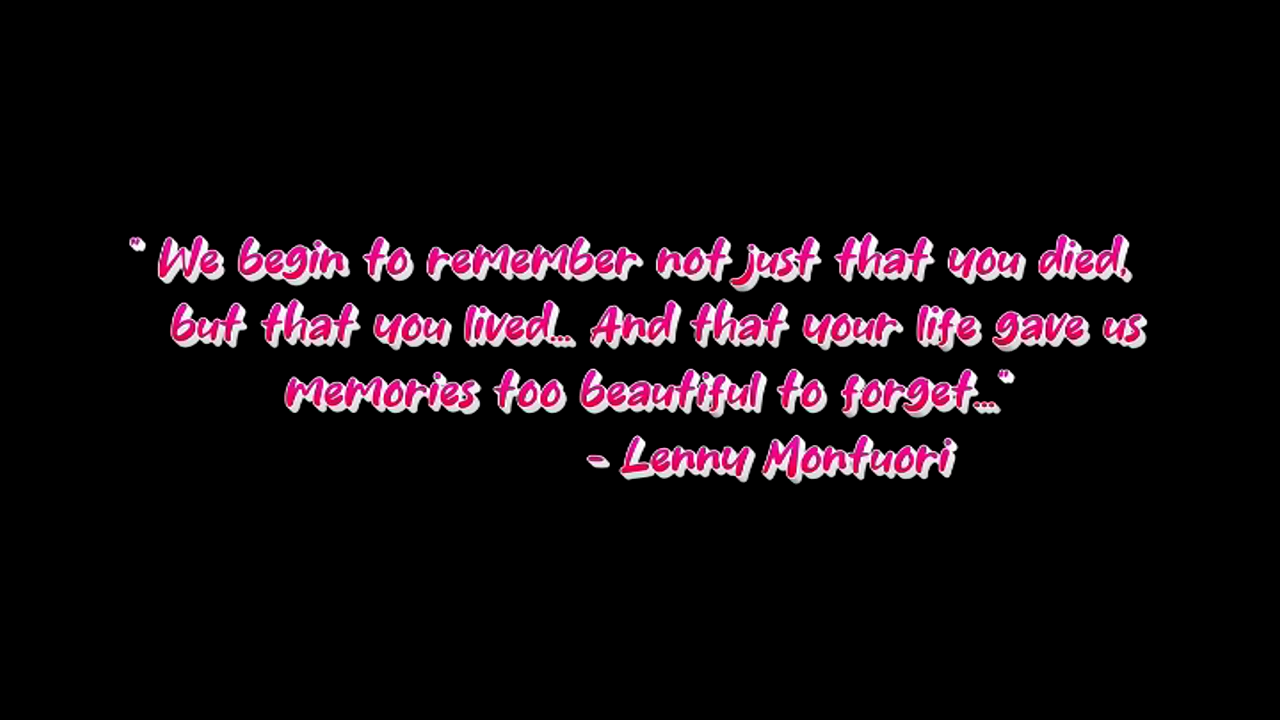 " We begin to remember not just that you died,
but that you lived... And that your life gave us
memories too beautiful to forget..."
- Lenny Montuori